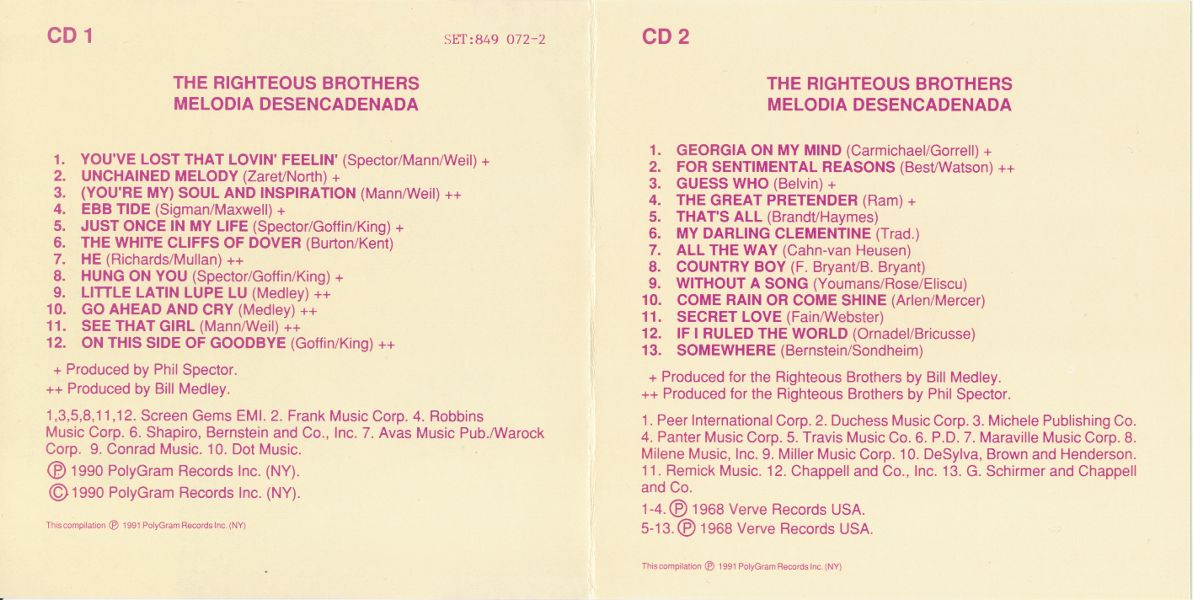 CD 1
SET:849 072-2
THE RIGHTEOUS BROTHERS
MELODIA DESENCADENADA
1. YOU'VE LOST THAT LOVIN' FEELIN' (Spector/Mann/Weil) +
2. UNCHAINED MELODY (Zaret/North) +
3. (YOU'RE MY) SOUL AND INSPIRATION (Mann/Weil) ++
4. EBB TIDE (Sigman/Maxwell) +
5. JUST ONCE IN MY LIFE (Spector/Goffin/King) +
6. THE WHITE CLIFFS OF DOVER (Burton/Kent)
7. HE (Richards/Mullan) ++
8. HUNG ON YOU (Spector/Goffin/King) +
9. LITTLE LATIN LUPE LU (Medley) ++
10. GO AHEAD AND CRY (Medley) ++
11. SEE THAT GIRL (Mann/Weil) ++
12. ON THIS SIDE OF GOODBYE (Goffin/King) ++
+ Produced by Phil Spector.
++ Produced by Bill Medley.
1,3,5,8,11,12. Screen Gems EMI. 2. Frank Music Corp. 4. Robbins
Music Corp. 6. Shapiro, Bernstein and Co., Inc. 7. Avas Music Pub./Warock
Corp. 9. Conrad Music. 10. Dot Music.
Ⓟ 1990 PolyGram Records Inc. (NY).
© 1990 PolyGram Records Inc. (NY).
This compilation Ⓟ 1991 PolyGram Records Inc. (NY)
CD 2
THE RIGHTEOUS BROTHERS
MELODIA DESENCADENADA
1. GEORGIA ON MY MIND (Carmichael/Gorrell) +
2. FOR SENTIMENTAL REASONS (Best/Watson) ++
3. GUESS WHO (Belvin) +
4. THE GREAT PRETENDER (Ram) +
5. THAT'S ALL (Brandt/Haymes)
6. MY DARLING CLEMENTINE (Trad.)
7. ALL THE WAY (Cahn-van Heusen)
8. COUNTRY BOY (F. Bryant/B. Bryant)
9. WITHOUT A SONG (Youmans/Rose/Eliscu)
10. COME RAIN OR COME SHINE (Arlen/Mercer)
11. SECRET LOVE (Fain/Webster)
12. IF I RULED THE WORLD (Ornadel/Bricusse)
13. SOMEWHERE (Bernstein/Sondheim)
+ Produced for the Righteous Brothers by Bill Medley.
++ Produced for the Righteous Brothers by Phil Spector.
1. Peer International Corp. 2. Duchess Music Corp. 3. Michele Publishing Co.
4. Panter Music Corp. 5. Travis Music Co. 6. P.D. 7. Maraville Music Corp. 8.
Milene Music, Inc. 9. Miller Music Corp. 10. DeSylva, Brown and Henderson.
11. Remick Music. 12. Chappell and Co., Inc. 13. G. Schirmer and Chappell
and Co.
1-4. Ⓟ 1968 Verve Records USA.
5-13. Ⓟ 1968 Verve Records USA.
This compilation Ⓟ 1991 PolyGram Records Inc. (NY)